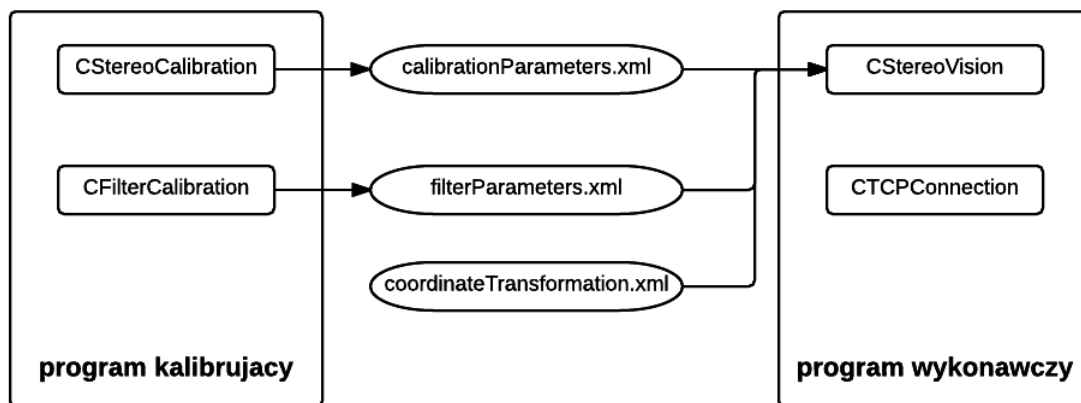 CStereoCalibration
calibrationParameters.xml
CStereoVision
CFilterCalibration
filterParameters.xml
CTCPConnection
coordinateTransformation.xml
program kalibrujacy
program wykonawczy